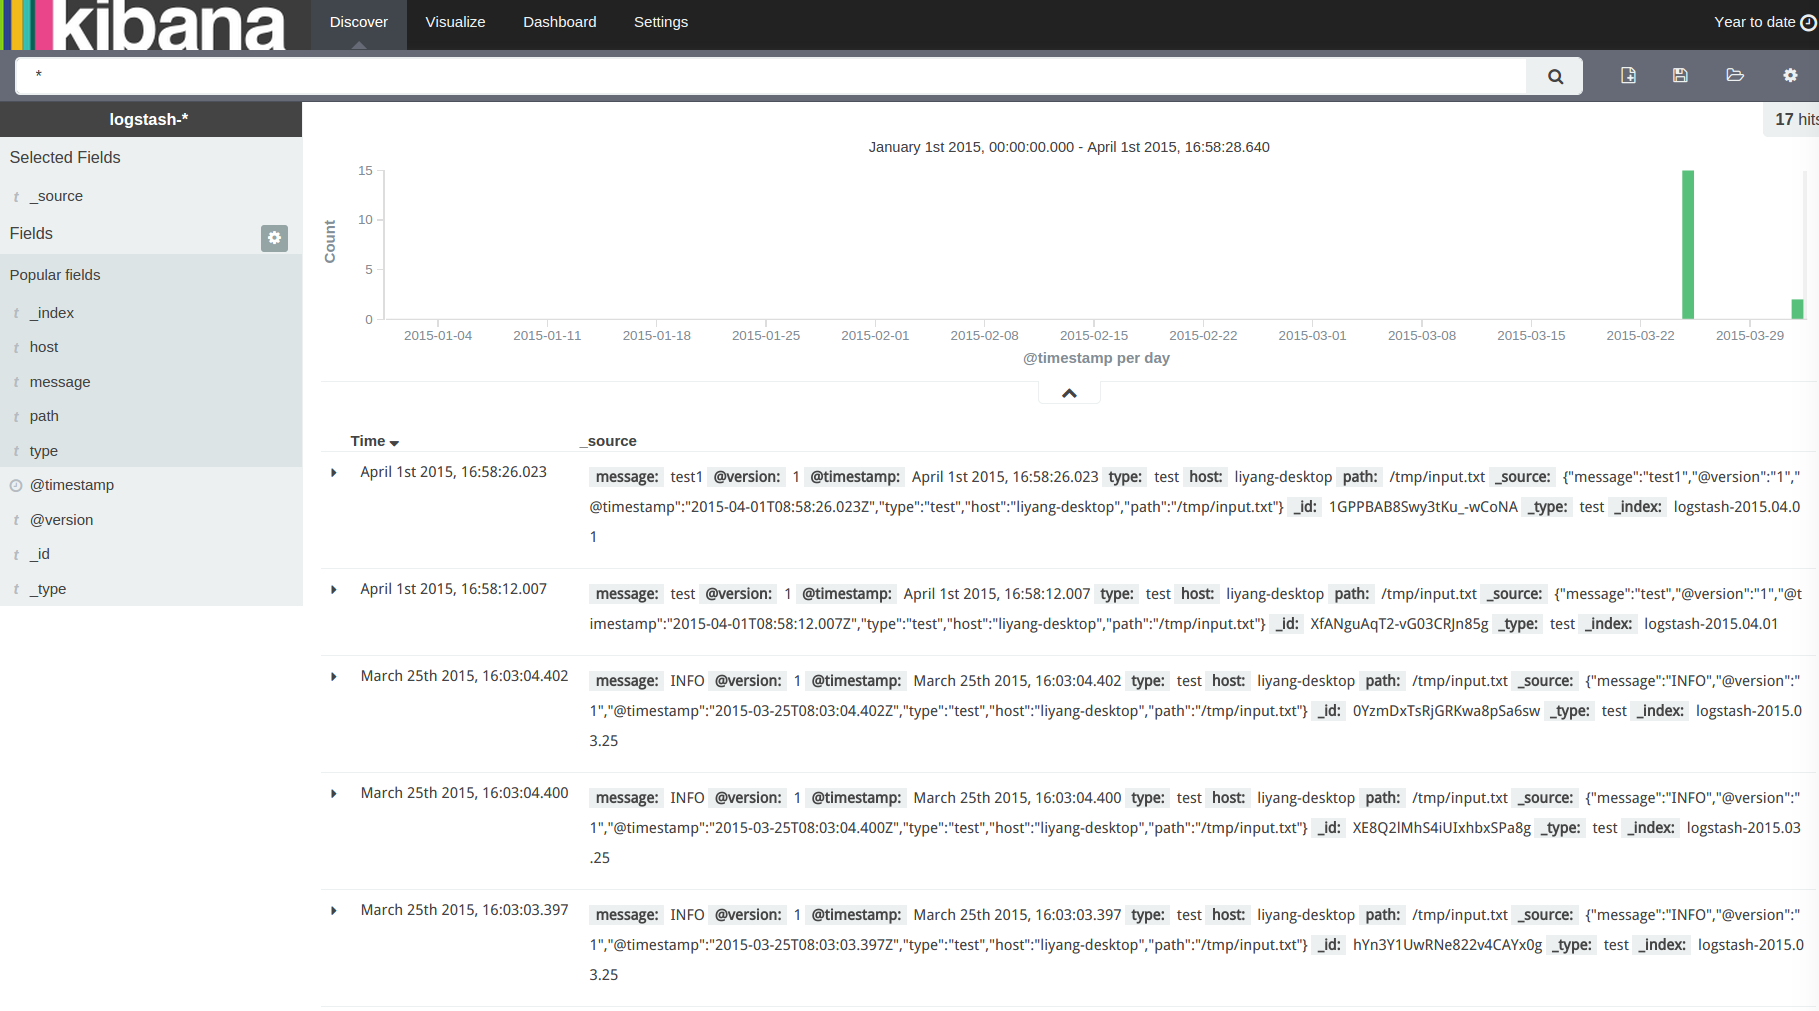 kibana Discover Visualize Dashboard Settings Year to date
*
logstash-*
17 hits
Selected Fields
t _source
Fields
Popular fields
t _index
t host
t message
t path
t type
@timestamp
t @version
t _id
t _type
January 1st 2015, 00:00:00.000 - April 1st 2015, 16:58:28.640
Count
15
10
5
0
2015-01-04 2015-01-11 2015-01-18 2015-01-25 2015-02-01 2015-02-08 2015-02-15 2015-02-22 2015-03-01 2015-03-08 2015-03-15 2015-03-22 2015-03-29
@timestamp per day
Time _source
April 1st 2015, 16:58:26.023 message: test1 @version: 1 @timestamp: April 1st 2015, 16:58:26.023 type: test host: liyang-desktop path: /tmp/input.txt _source: {"message":"test1","@version":"1","
@timestamp":"2015-04-01T08:58:26.023Z","type":"test","host":"liyang-desktop","path":"/tmp/input.txt"} _id: 1GPPBAB8Swy3tKu_-wCoNA _type: test _index: logstash-2015.04.0
1
April 1st 2015, 16:58:12.007 message: test @version: 1 @timestamp: April 1st 2015, 16:58:12.007 type: test host: liyang-desktop path: /tmp/input.txt _source: {"message":"test","@version":"1","@t
imestamp":"2015-04-01T08:58:12.007Z","type":"test","host":"liyang-desktop","path":"/tmp/input.txt"} _id: XfANguAqT2-vG03CRJn85g _type: test _index: logstash-2015.04.01
March 25th 2015, 16:03:04.402 message: INFO @version: 1 @timestamp: March 25th 2015, 16:03:04.402 type: test host: liyang-desktop path: /tmp/input.txt _source: {"message":"INFO","@version":"
1","@timestamp":"2015-03-25T08:03:04.402Z","type":"test","host":"liyang-desktop","path":"/tmp/input.txt"} _id: 0YzmDxTsRjGRKwa8pSa6sw _type: test _index: logstash-2015.0
3.25
March 25th 2015, 16:03:04.400 message: INFO @version: 1 @timestamp: March 25th 2015, 16:03:04.400 type: test host: liyang-desktop path: /tmp/input.txt _source: {"message":"INFO","@version":"
1","@timestamp":"2015-03-25T08:03:04.400Z","type":"test","host":"liyang-desktop","path":"/tmp/input.txt"} _id: XE8Q2lMhS4iUIxhbxSPa8g _type: test _index: logstash-2015.03
.25
March 25th 2015, 16:03:03.397 message: INFO @version: 1 @timestamp: March 25th 2015, 16:03:03.397 type: test host: liyang-desktop path: /tmp/input.txt _source: {"message":"INFO","@version":"
1","@timestamp":"2015-03-25T08:03:03.397Z","type":"test","host":"liyang-desktop","path":"/tmp/input.txt"} _id: hYn3Y1UwRNe822v4CAYx0g _type: test _index: logstash-2015.0
3.25